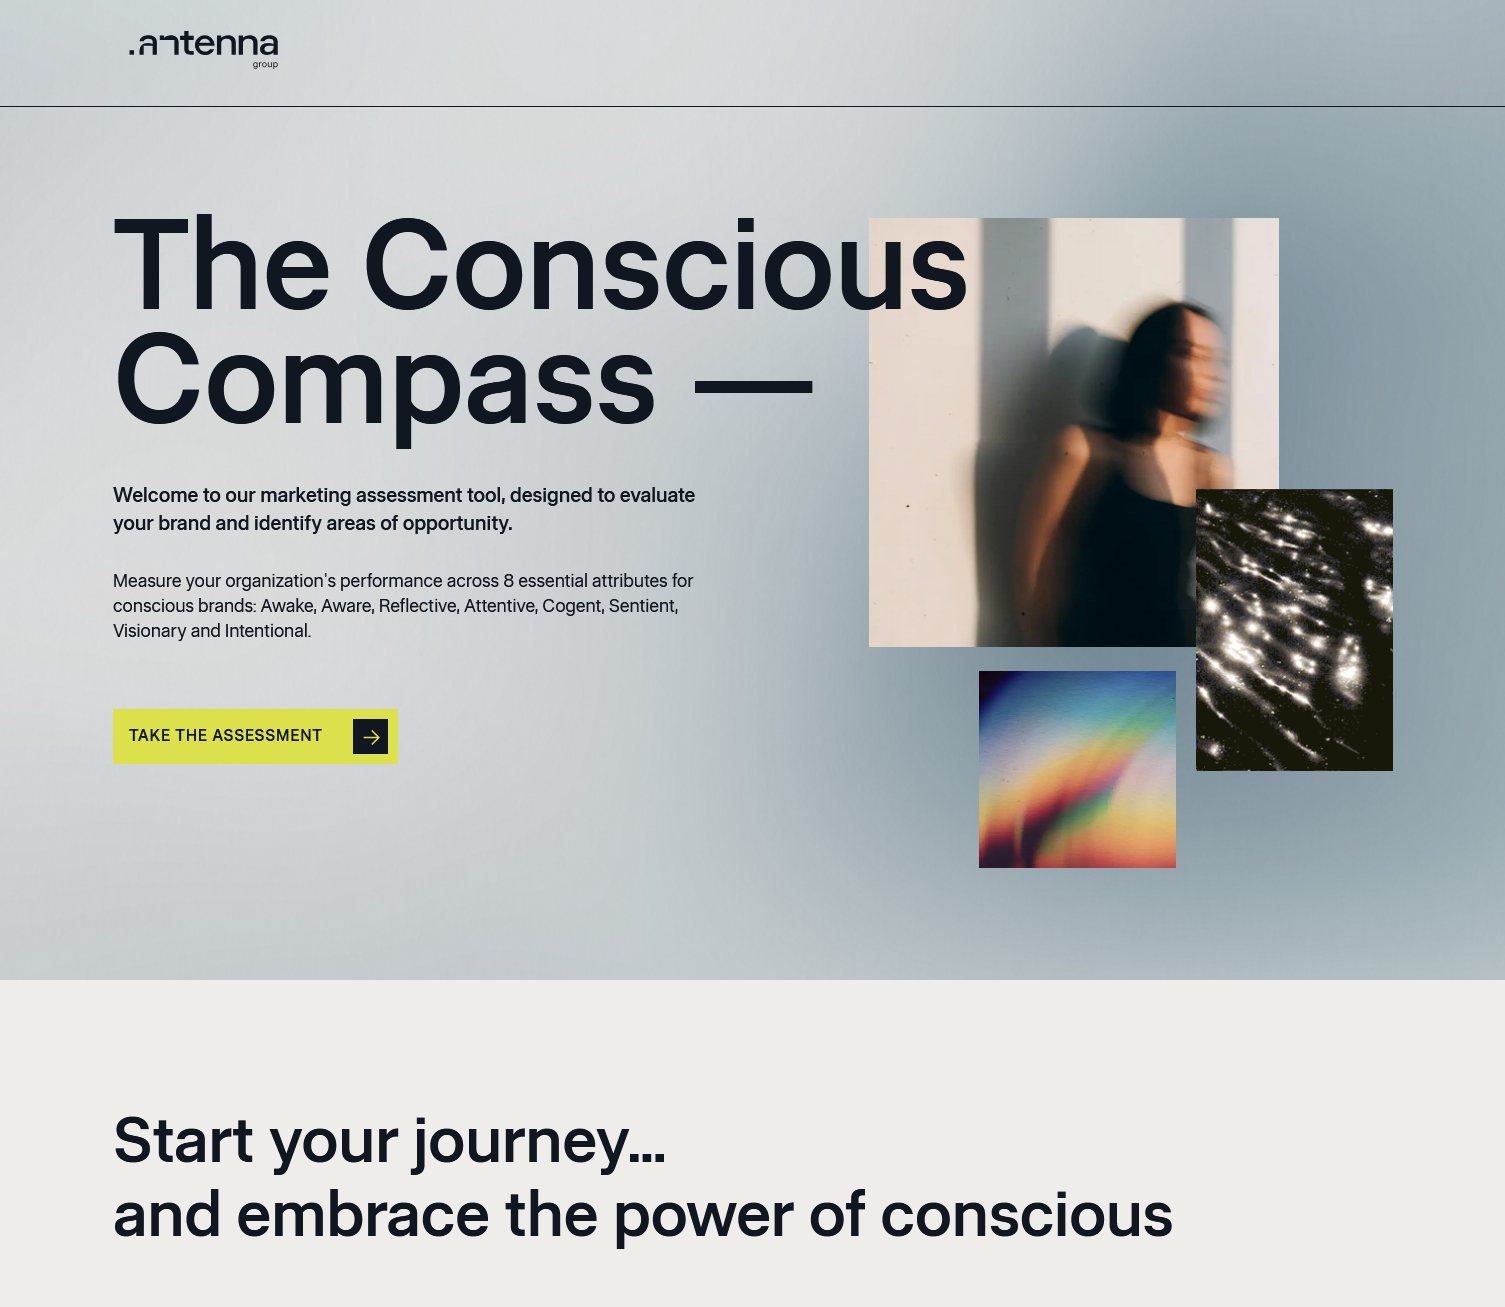 .antenna
group
The Conscious
Compass —
Welcome to our marketing assessment tool, designed to evaluate
your brand and identify areas of opportunity.
Measure your organization's performance across 8 essential attributes for
conscious brands: Awake, Aware, Reflective, Attentive, Cogent, Sentient,
Visionary and Intentional.
TAKE THE ASSESSMENT
Start your journey...
and embrace the power of conscious